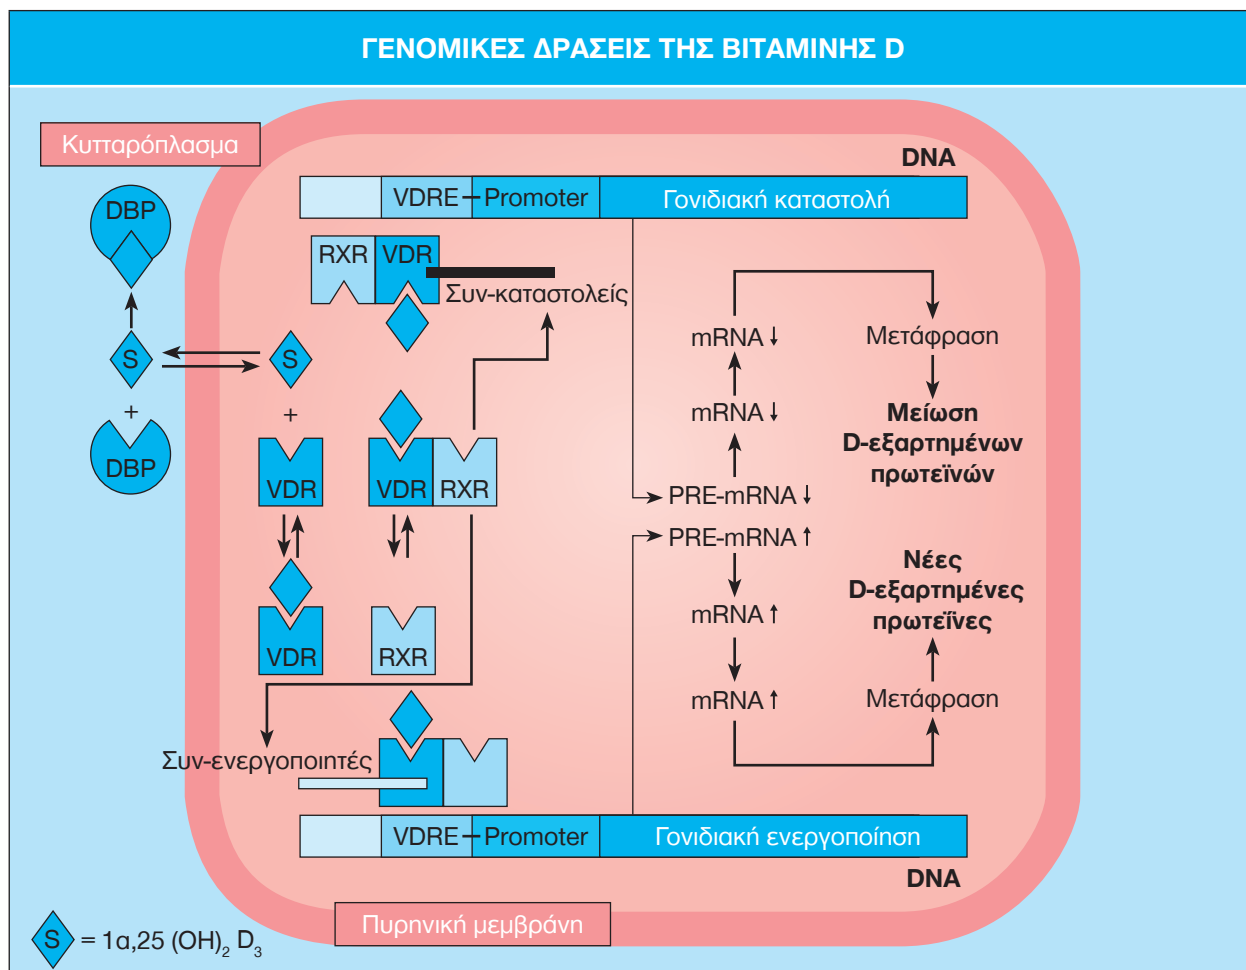 ΓΕΝΟΜΙΚΕΣ ΔΡΑΣΕΙΣ ΤΗΣ ΒΙΤΑΜΙΝΗΣ D
Κυτταρόπλασμα
DNA
VDRE Promoter Γονιδιακή καταστολή
DBP
RXR VDR
Συν-καταστολείς
S
S
+
+
DBP
VDR
VDR RXR
VDR
RXR
Συν-ενεργοποιητές
mRNA ↓
Μετάφραση
mRNA ↓
Μείωση
D-εξαρτημένων
πρωτεϊνών
PRE-mRNA ↓
PRE-mRNA ↑
Νέες
D-εξαρτημένες
πρωτεΐνες
mRNA ↑
mRNA ↑
Μετάφραση
VDRE Promoter Γονιδιακή ενεργοποίηση
DNA
Πυρηνική μεμβράνη
S = 1α,25 (OH)₂ D₃